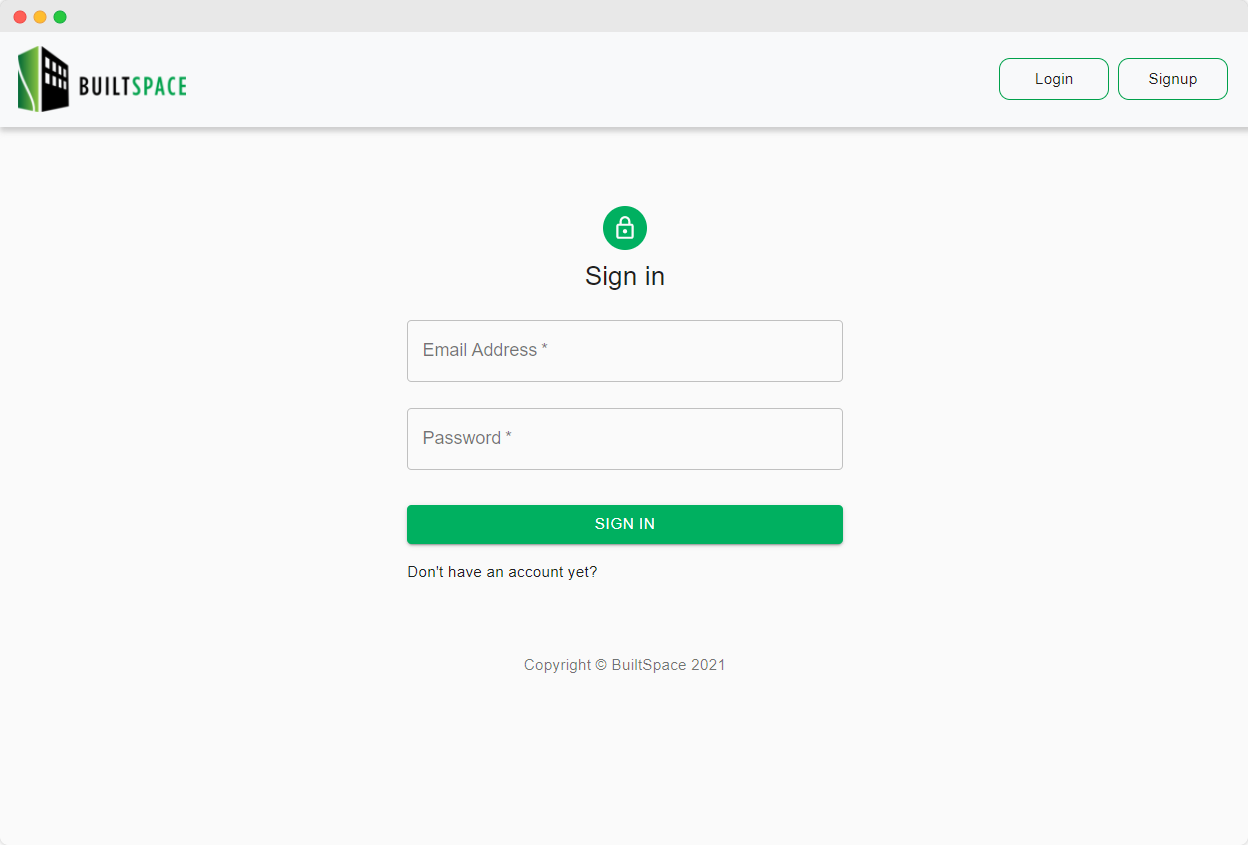 BUILTSPACE
Login
Signup
Sign in
Email Address *
Password *
SIGN IN
Don't have an account yet?
Copyright © BuiltSpace 2021